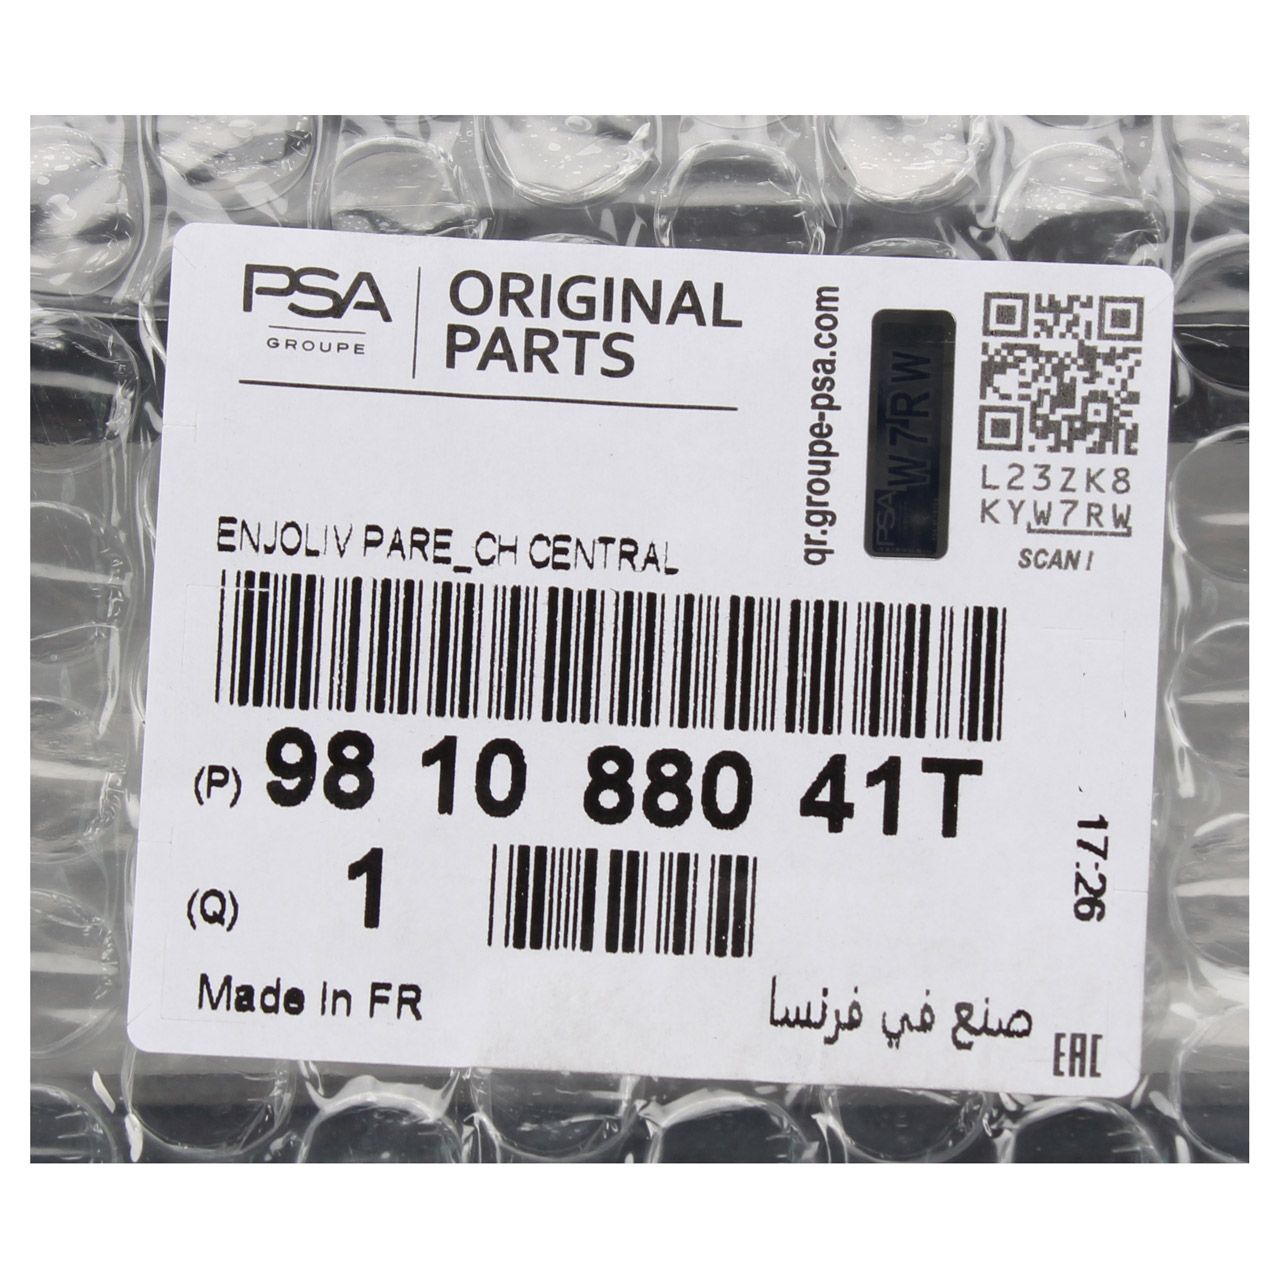 PSA
GROUPE
ORIGINAL
PARTS
qr.groupe-psa.com
PSA W7RW
L23ZK8
KYW7RW
SCAN!
ENJOLIV PARE_CH CENTRAL
(P) 98 10 880 41T
(Q) 1
17:26
Made In FR
صنع في فرنسا
EAC